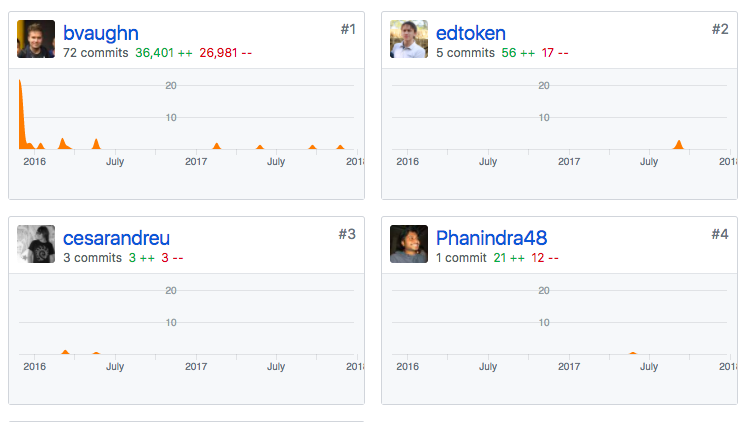 bvaughn #1
72 commits 36,401 ++ 26,981 --
20
10
2016 July 2017 July 2018
edtoken #2
5 commits 56 ++ 17 --
20
10
2016 July 2017 July 2018
cesarandreu #3
3 commits 3 ++ 3 --
20
10
2016 July 2017 July 2018
Phanindra48 #4
1 commit 21 ++ 12 --
20
10
2016 July 2017 July 2018